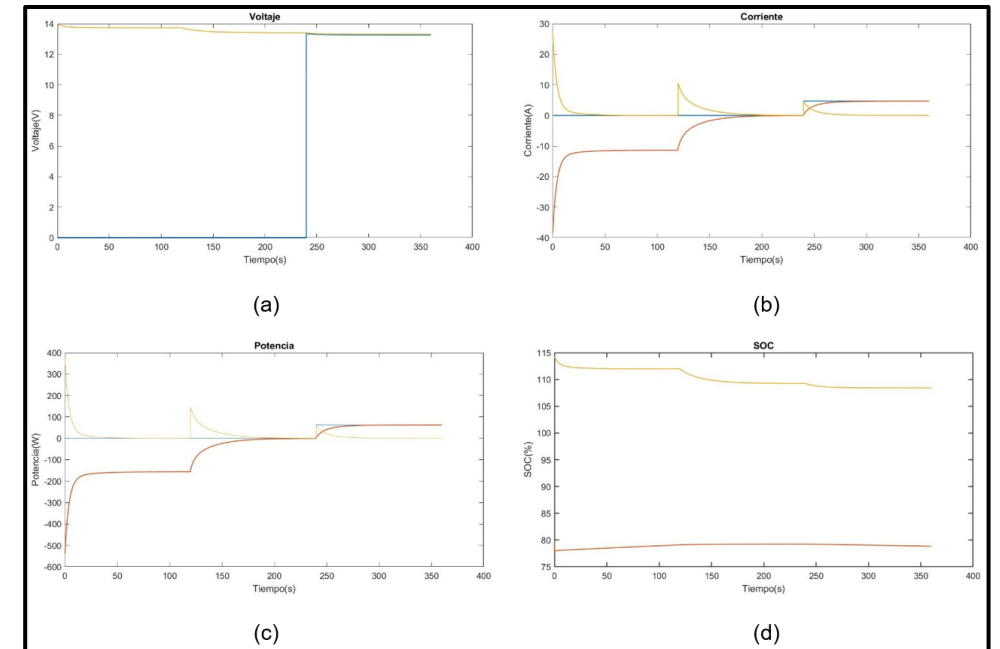 Voltaje
14
12
10
8
6
4
2
0
Voltaje(V)
0 50 100 150 200 250 300 350 400
Tiempo(s)
(a)
Corriente
30
20
10
0
-10
-20
-30
-40
Corriente(A)
0 50 100 150 200 250 300 350 400
Tiempo(s)
(b)
Potencia
400
300
200
100
0
-100
-200
-300
-400
-500
-600
Potencia(W)
0 50 100 150 200 250 300 350 400
Tiempo(s)
(c)
SOC
115
110
105
100
95
90
85
80
75
SOC(%)
0 50 100 150 200 250 300 350 400
Tiempo(s)
(d)